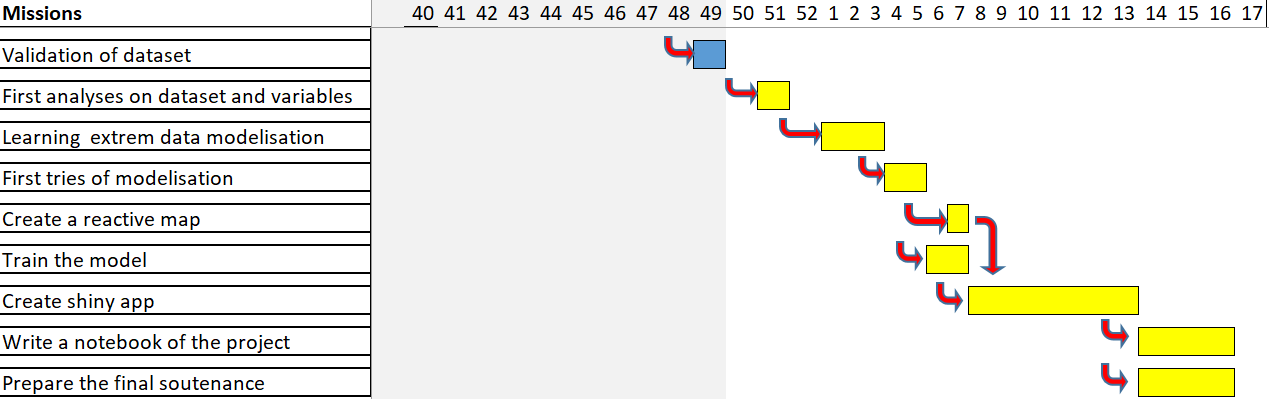 Missions 40 41 42 43 44 45 46 47 48 49 50 51 52 1 2 3 4 5 6 7 8 9 10 11 12 13 14 15 16 17
Validation of dataset
First analyses on dataset and variables
Learning  extrem data modelisation
First tries of modelisation
Create a reactive map
Train the model
Create shiny app
Write a notebook of the project
Prepare the final soutenance